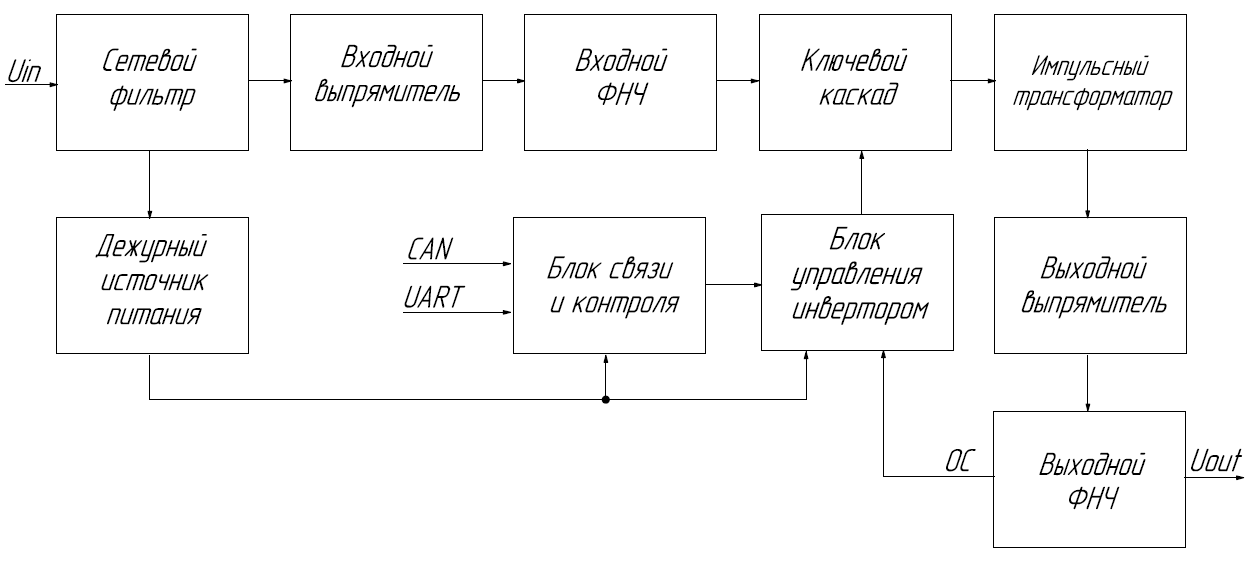 Uin
Сетевой
фильтр
Входной
выпрямитель
Входной
ФНЧ
Ключевой
каскад
Импульсный
трансформатор
Дежурный
источник
питания
CAN
UART
Блок связи
и контроля
Блок
управления
инвертором
Выходной
выпрямитель
ОС
Выходной
ФНЧ
Uout